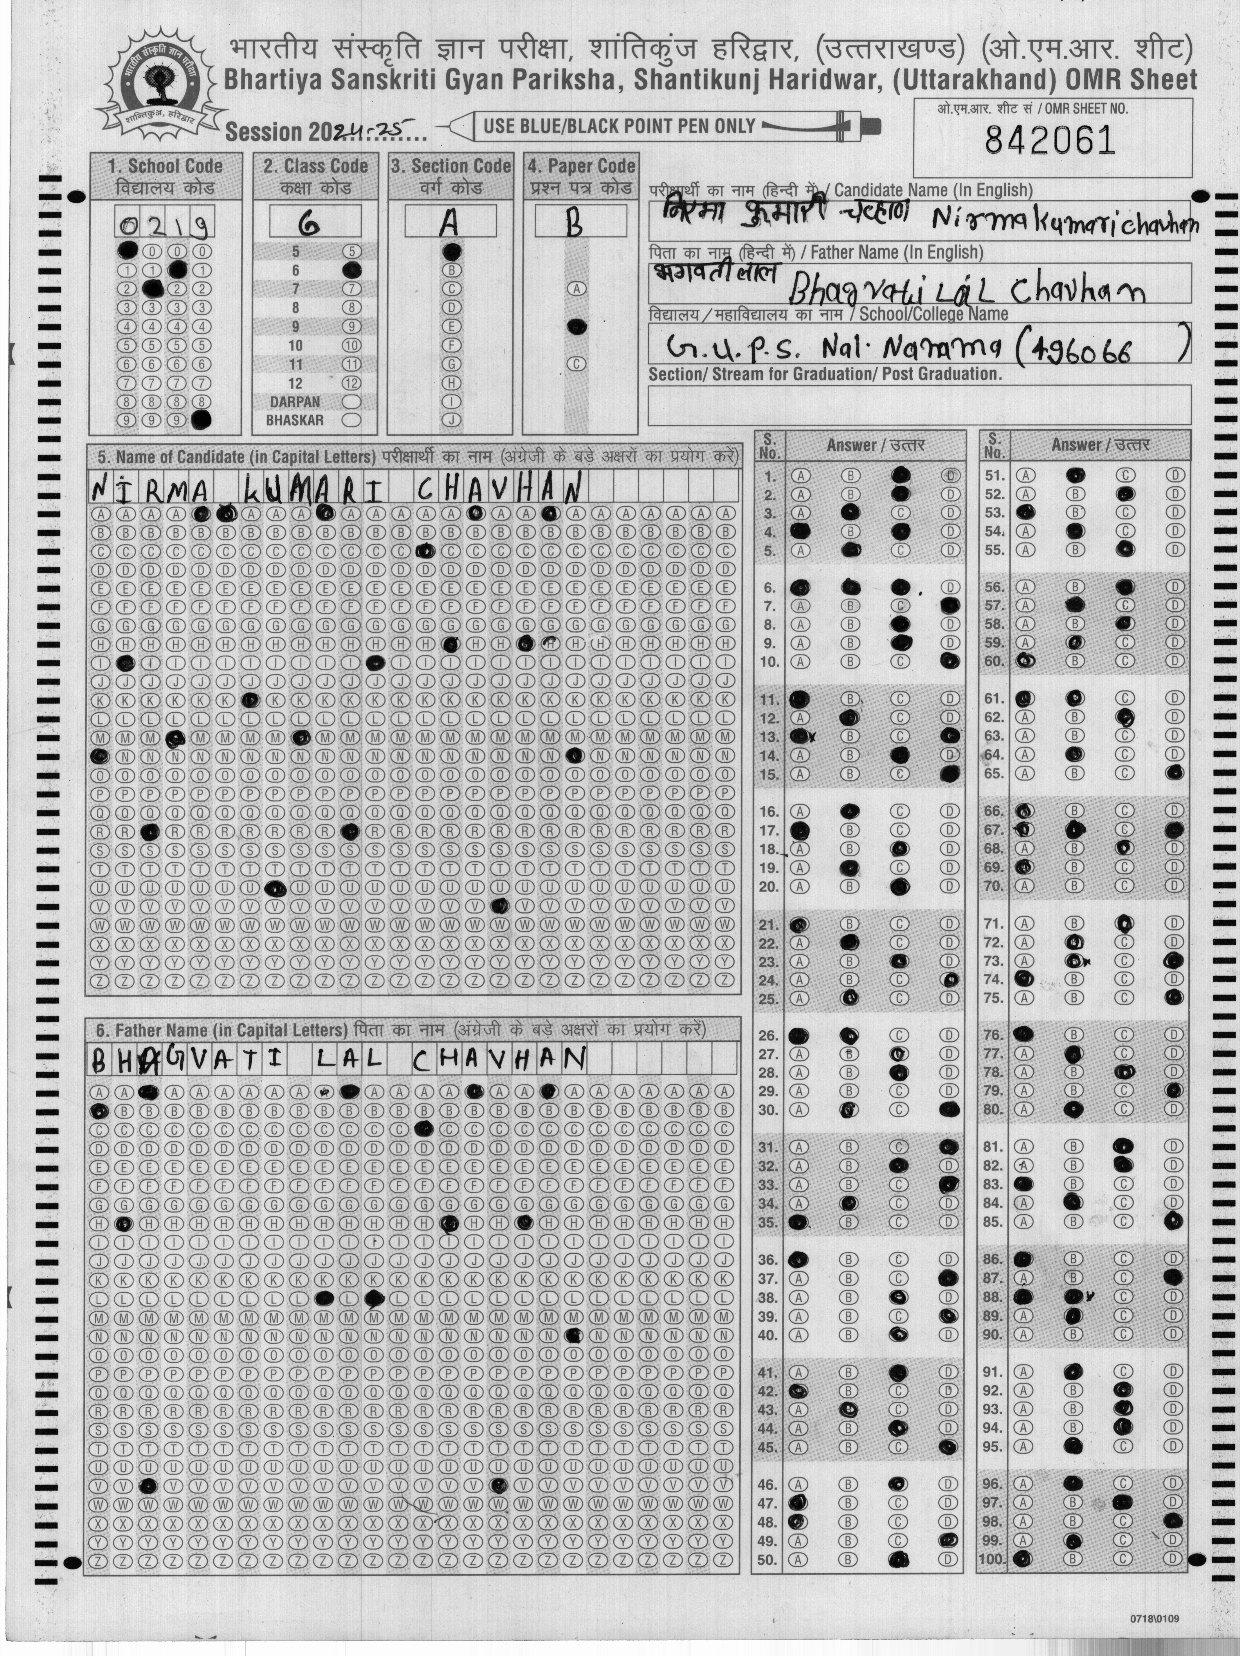 भारतीय संस्कृति ज्ञान परीक्षा, शांतिकुंज हरिद्वार, (उत्तराखण्ड) (ओ.एम.आर. शीट)
Bhartiya Sanskriti Gyan Pariksha, Shantikunj Haridwar, (Uttarakhand) OMR Sheet
Session 2024-25
USE BLUE/BLACK POINT PEN ONLY
ओ.एम.आर. शीट सं / OMR SHEET NO.
842061
1. School Code
विद्यालय कोड
0219
2. Class Code
कक्षा कोड
6
5
6
7
8
9
10
11
12
DARPAN
BHASKAR
3. Section Code
वर्ग कोड
A
4. Paper Code
प्रश्न पत्र कोड
B
परीक्षार्थी का नाम (हिन्दी में) / Candidate Name (In English)
निरमा कुमारी चव्हाण Nirma kumari chavhan
पिता का नाम (हिन्दी में) / Father Name (In English)
भगवतीलाल Bhagvati LaL Chavhan
विद्यालय / महाविद्यालय का नाम / School/College Name
G.U.P.S. Nal. Narama (496066)
Section/ Stream for Graduation/ Post Graduation.
5. Name of Candidate (in Capital Letters) परीक्षार्थी का नाम (अंग्रेजी के बड़े अक्षरों का प्रयोग करें)
NIRMA KUMARI CHAVHAN
6. Father Name (in Capital Letters) पिता का नाम (अंग्रेजी के बड़े अक्षरों का प्रयोग करें)
BHAGVATI LAL CHAVHAN
S. No. Answer / उत्तर
S. No. Answer / उत्तर
0718\0109